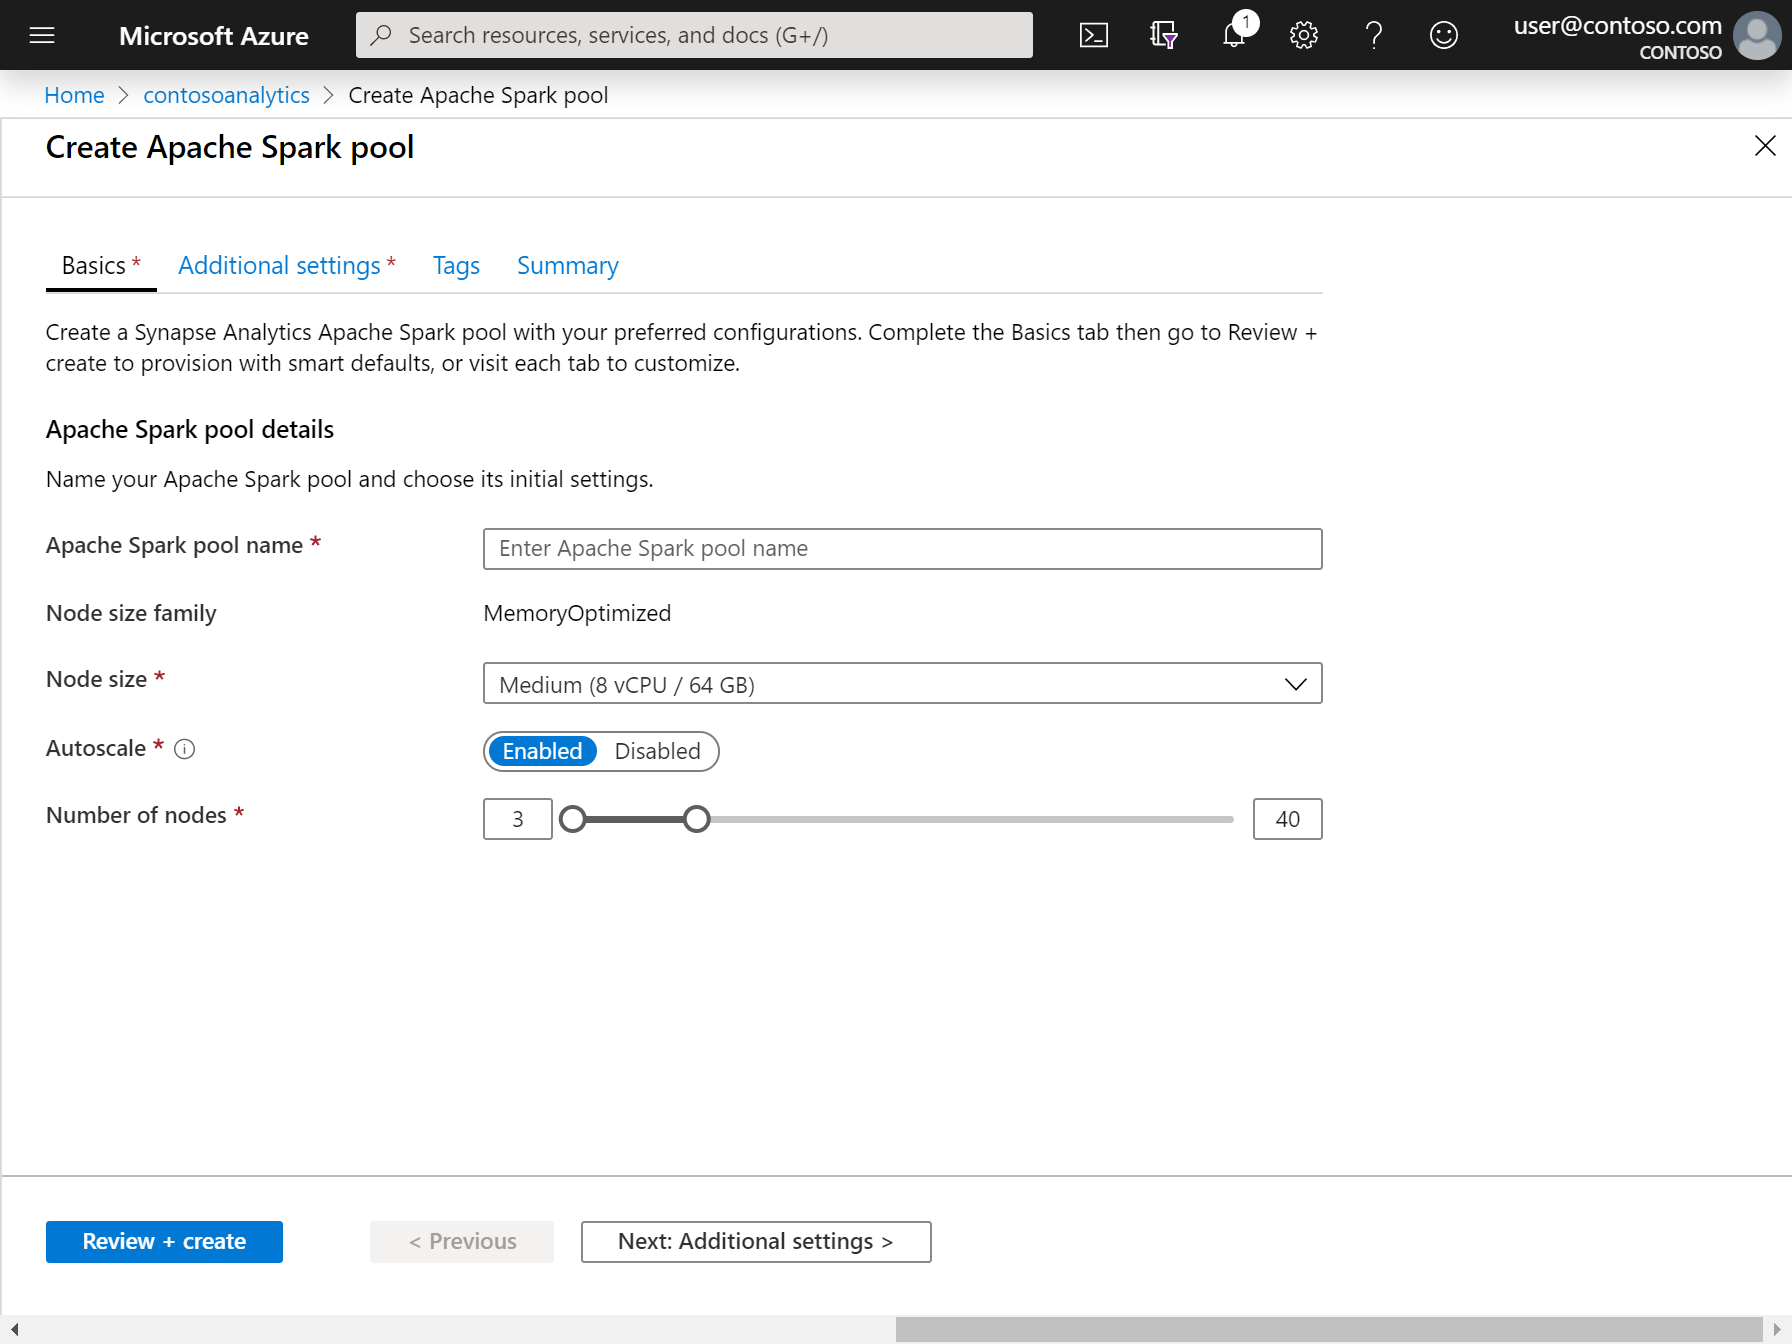 Microsoft Azure
Search resources, services, and docs (G+/)
1
user@contoso.com
CONTOSO
Home > contosoanalytics > Create Apache Spark pool
Create Apache Spark pool
Basics * Additional settings * Tags Summary
Create a Synapse Analytics Apache Spark pool with your preferred configurations. Complete the Basics tab then go to Review +
create to provision with smart defaults, or visit each tab to customize.
Apache Spark pool details
Name your Apache Spark pool and choose its initial settings.
Apache Spark pool name *
Enter Apache Spark pool name
Node size family
MemoryOptimized
Node size *
Medium (8 vCPU / 64 GB)
Autoscale *
Enabled Disabled
Number of nodes *
3
40
Review + create
< Previous
Next: Additional settings >